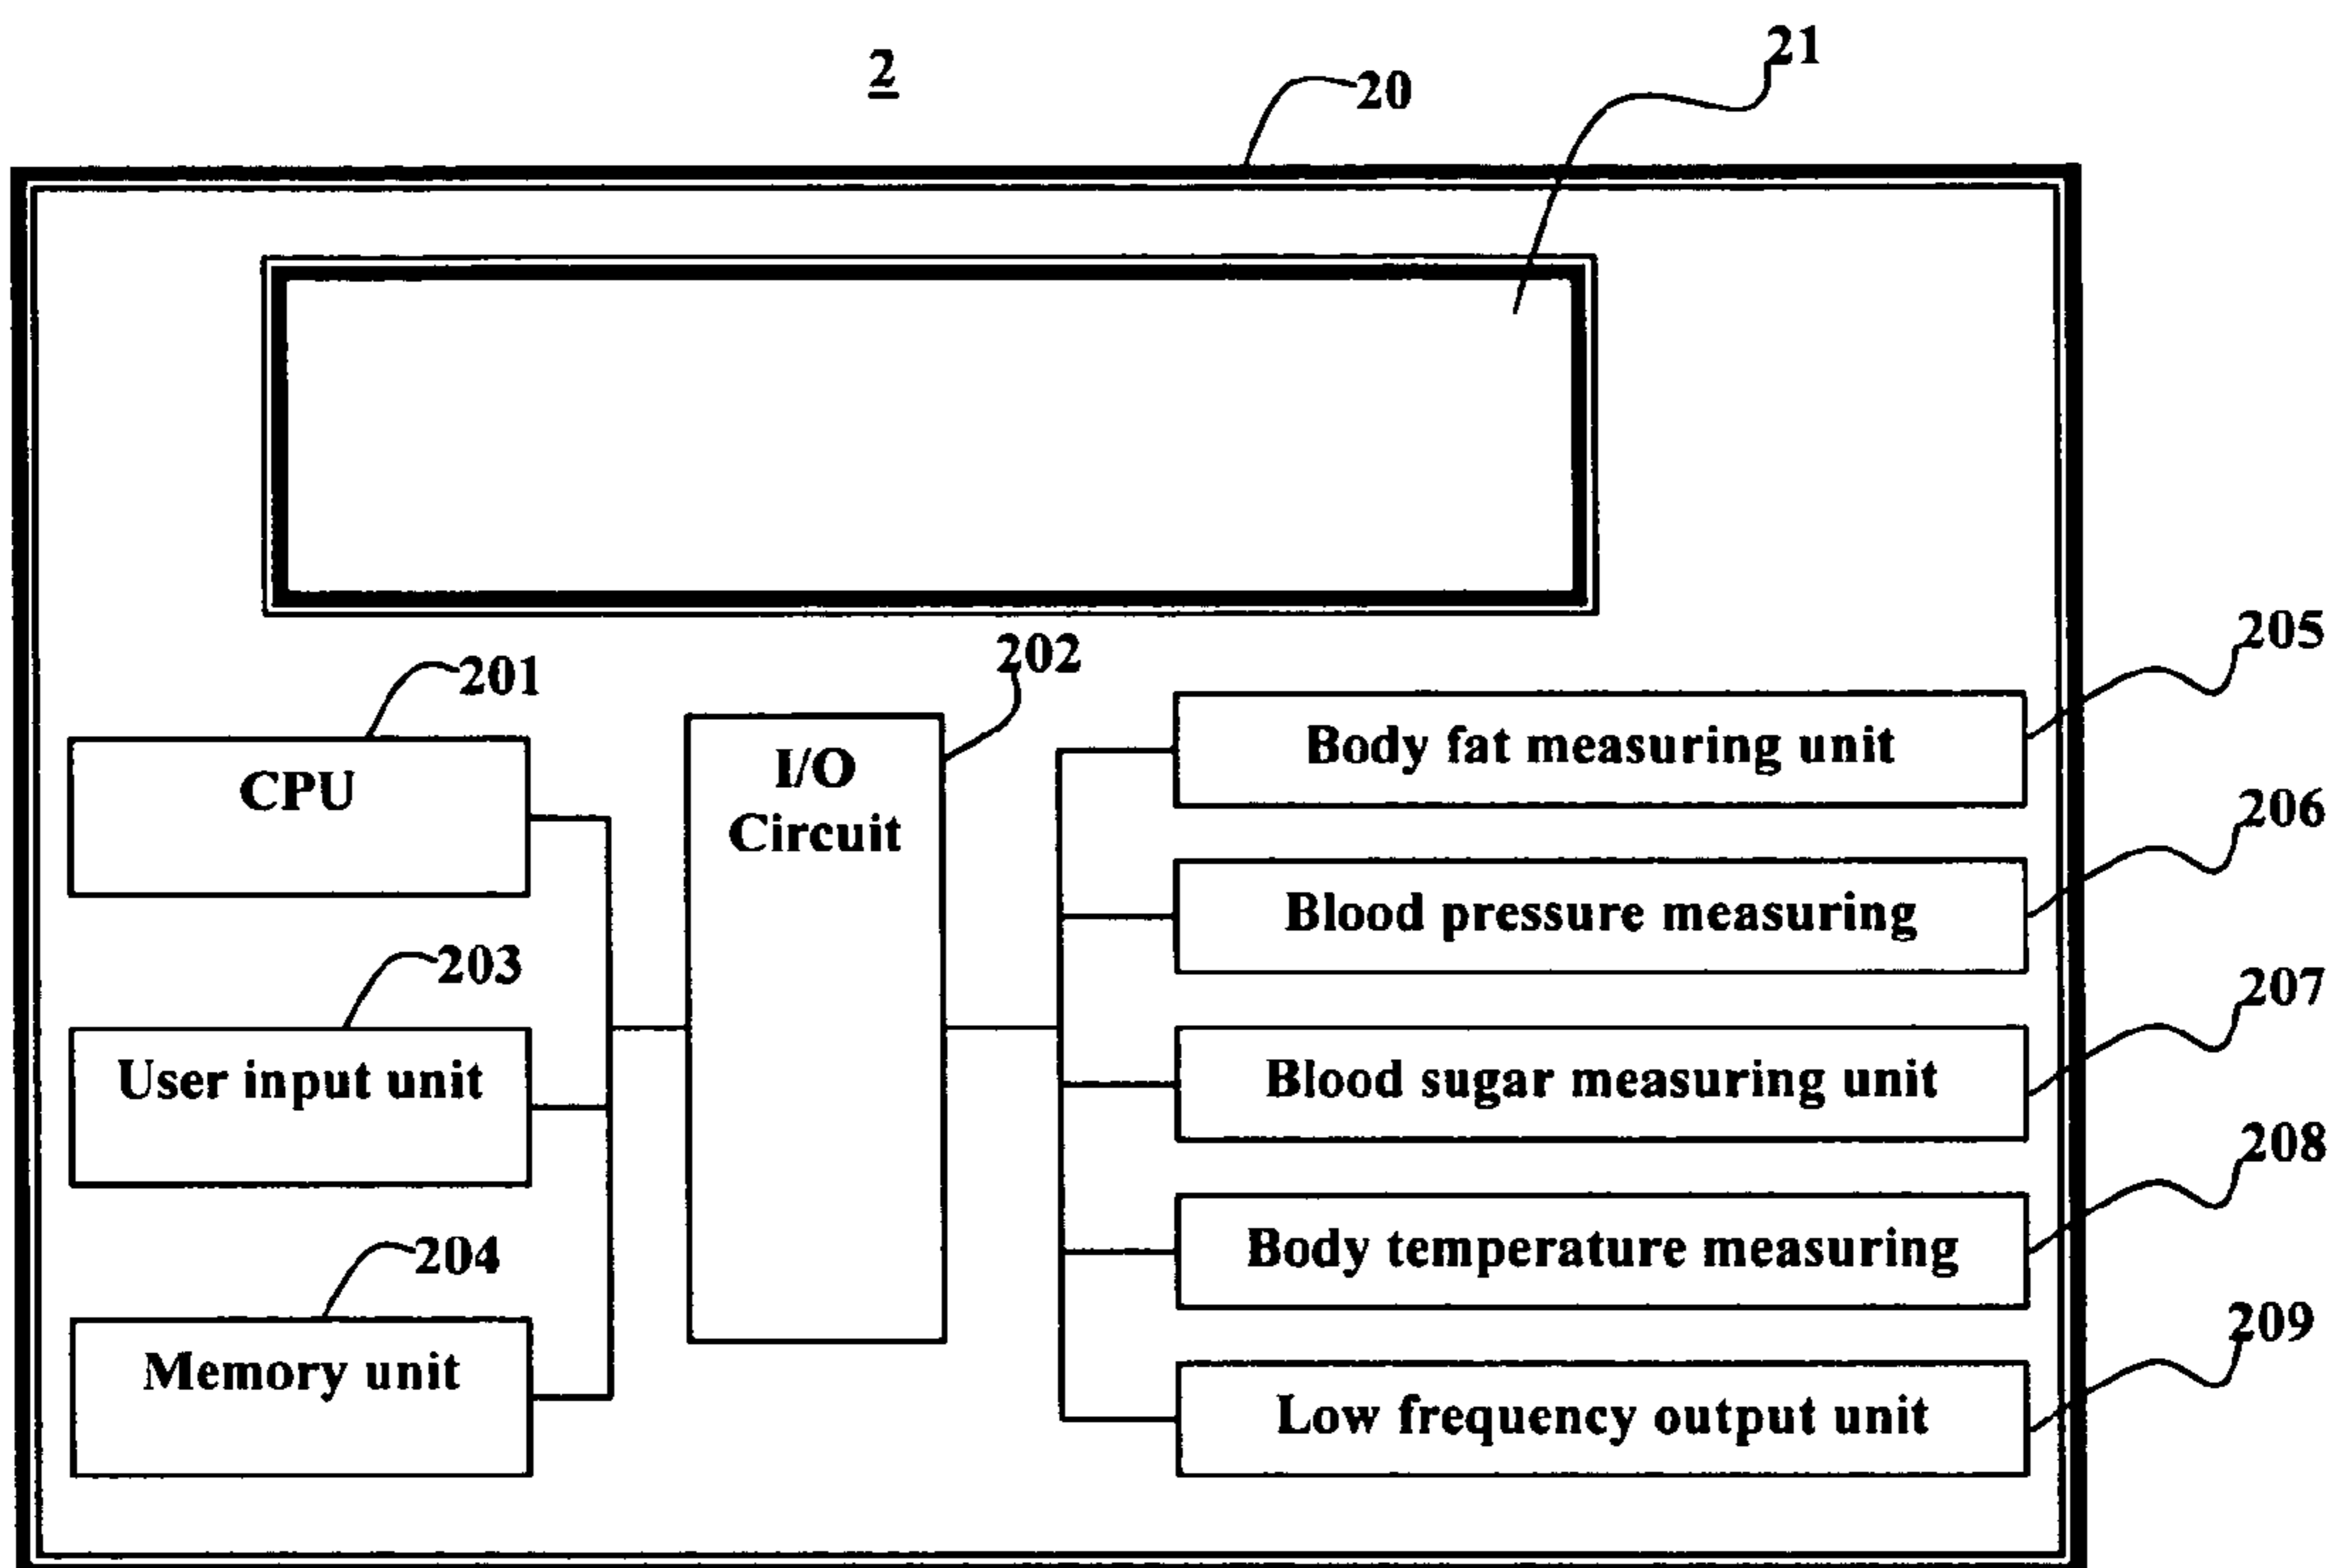 2
20
21
201
202
205
CPU
I/O
Circuit
Body fat measuring unit
206
Blood pressure measuring
203
User input unit
207
Blood sugar measuring unit
208
Body temperature measuring
204
Memory unit
209
Low frequency output unit